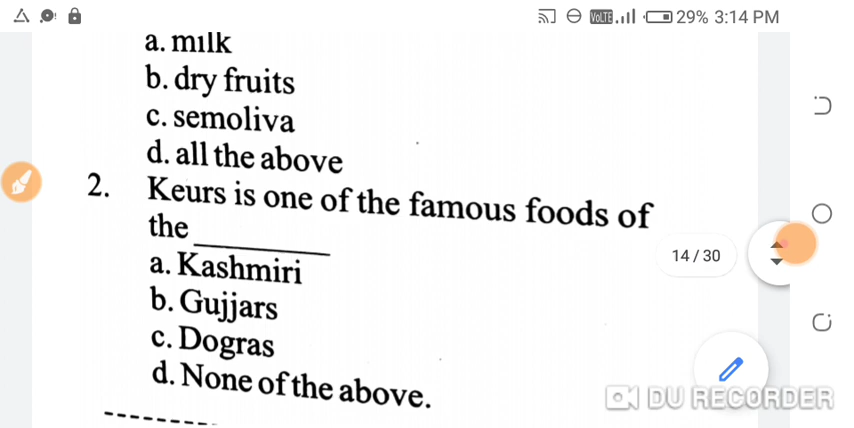 VoLTE 29% 3:14 PM
a. milk
b. dry fruits
c. semoliva
d. all the above
2. Keurs is one of the famous foods of
the
14 / 30
a. Kashmiri
b. Gujjars
c. Dogras
d. None of the above.
DU RECORDER